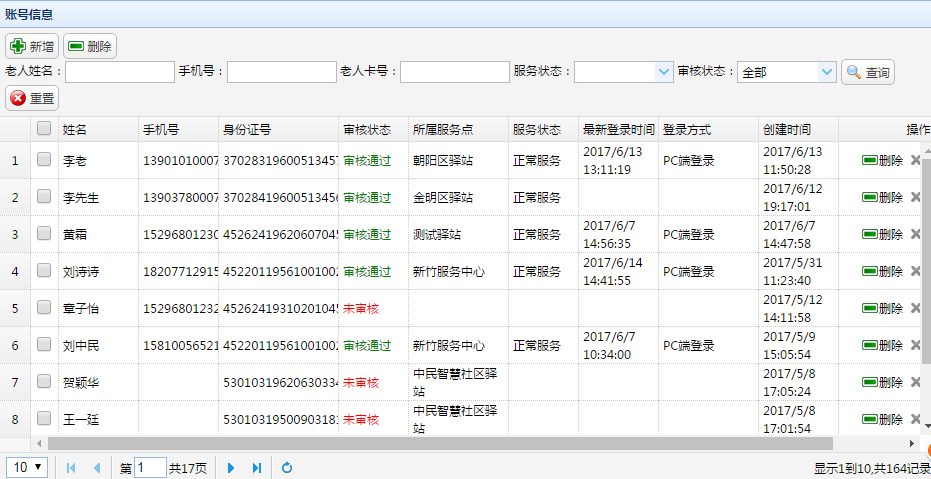 账号信息
新增 删除
老人姓名： 手机号： 老人卡号： 服务状态： 审核状态： 全部 查询
重置
姓名 手机号 身份证号 审核状态 所属服务点 服务状态 最新登录时间 登录方式 创建时间 操作
1 李老 13901010007 37028319600513457 审核通过 朝阳区驿站 正常服务 2017/6/13 13:11:19 PC端登录 2017/6/13 11:50:28 删除
2 李先生 13903780007 37028419600513456 审核通过 金明区驿站 正常服务 2017/6/12 19:17:01 删除
3 黄霜 15296801230 45262419620607045 审核通过 测试驿站 正常服务 2017/6/7 14:56:35 PC端登录 2017/6/7 14:47:58 删除
4 刘诗诗 18207712915 45220119561001002 审核通过 新竹服务中心 正常服务 2017/6/14 14:41:55 PC端登录 2017/5/31 11:23:40 删除
5 章子怡 15296801232 45262419310201045 未审核 2017/5/12 14:11:58 删除
6 刘中民 15810056521 45220119561001002 审核通过 新竹服务中心 正常服务 2017/6/7 10:34:00 PC端登录 2017/5/9 15:05:54 删除
7 贺颖华 53010319620630334 未审核 中民智慧社区驿站 2017/5/8 17:05:24 删除
8 王一廷 53010319500903181 未审核 中民智慧社区驿站 2017/5/8 17:01:54 删除
10 第 1 共17页 显示1到10,共164记录